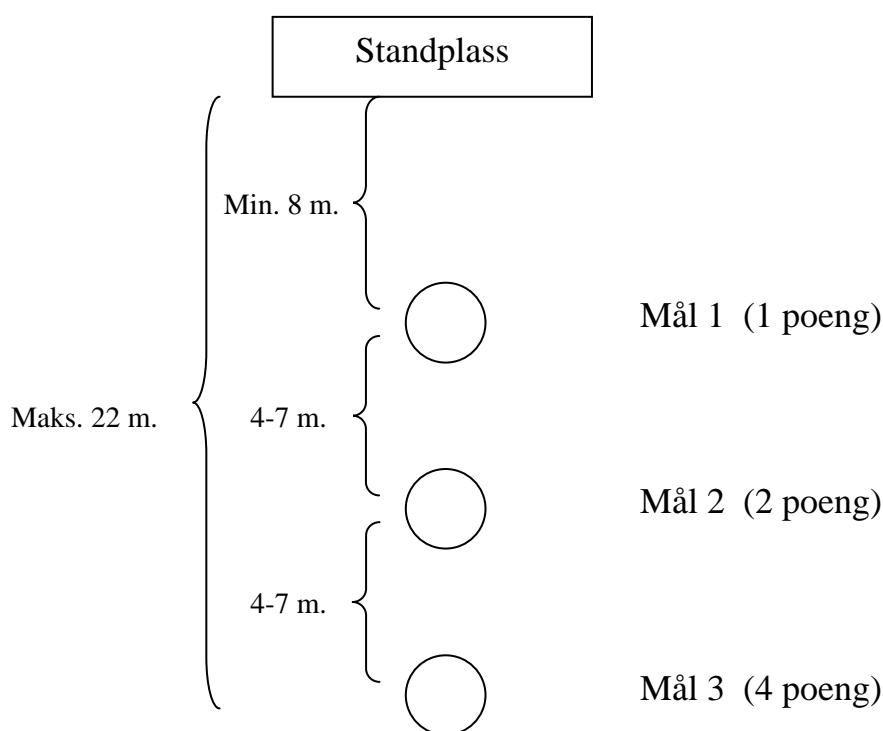 Standplass
Min. 8 m.
Mål 1 (1 poeng)
Maks. 22 m.
4-7 m.
Mål 2 (2 poeng)
4-7 m.
Mål 3 (4 poeng)